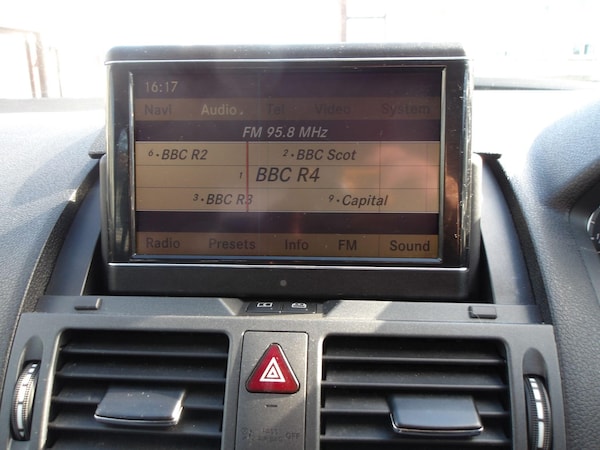 16:17
Navi Audio Tel Video System
FM 95.8 MHz
6 • BBC R2 2 • BBC Scot
1 BBC R4
3 • BBC R3 9 • Capital
Radio Presets Info FM Sound
OFF